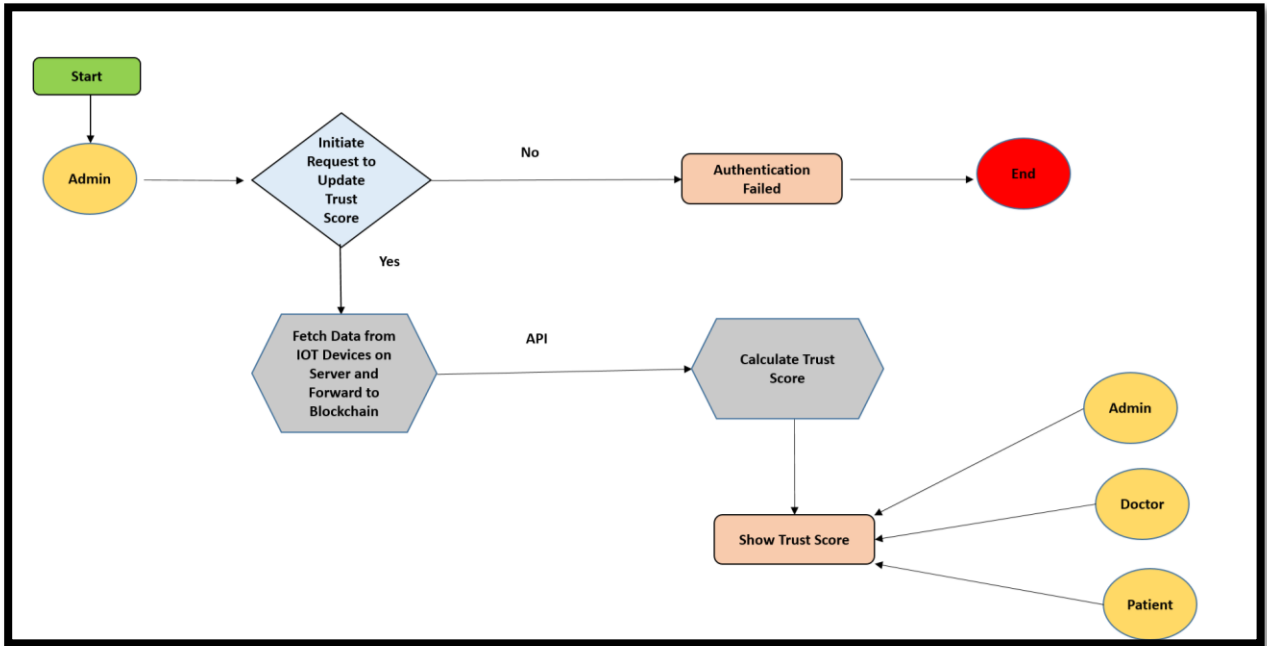 Start
Admin
Initiate
Request to
Update
Trust
Score
No
Authentication
Failed
End
Yes
Fetch Data from
IOT Devices on
Server and
Forward to
Blockchain
API
Calculate Trust
Score
Admin
Doctor
Show Trust Score
Patient